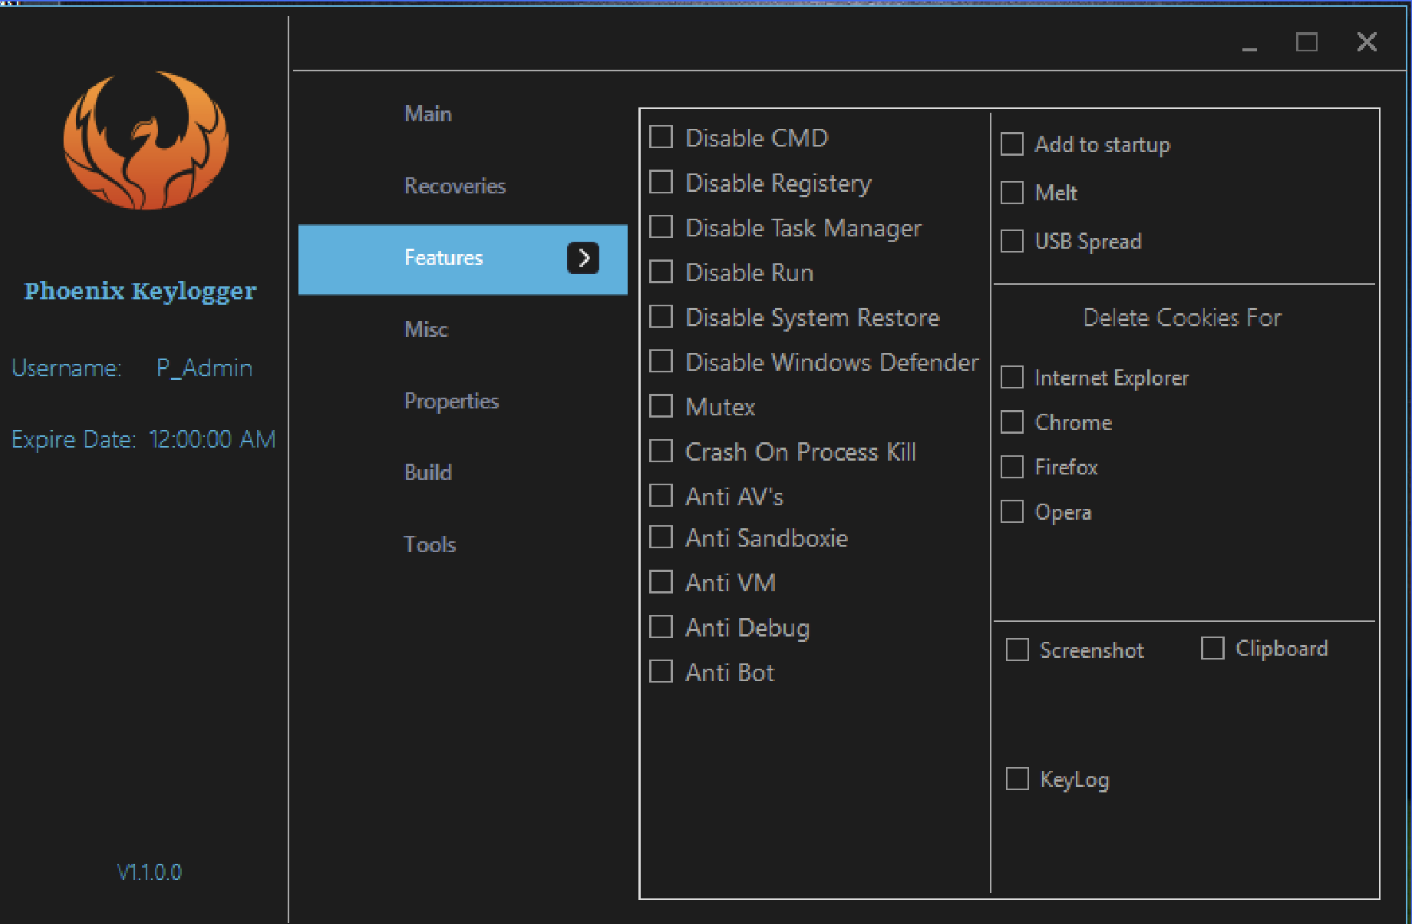 Phoenix Keylogger
Username: P_Admin
Expire Date: 12:00:00 AM
V1.1.0.0
Main
Recoveries
Features
Misc
Properties
Build
Tools
Disable CMD
Disable Registery
Disable Task Manager
Disable Run
Disable System Restore
Disable Windows Defender
Mutex
Crash On Process Kill
Anti AV's
Anti Sandboxie
Anti VM
Anti Debug
Anti Bot
Add to startup
Melt
USB Spread
Delete Cookies For
Internet Explorer
Chrome
Firefox
Opera
Screenshot Clipboard
KeyLog